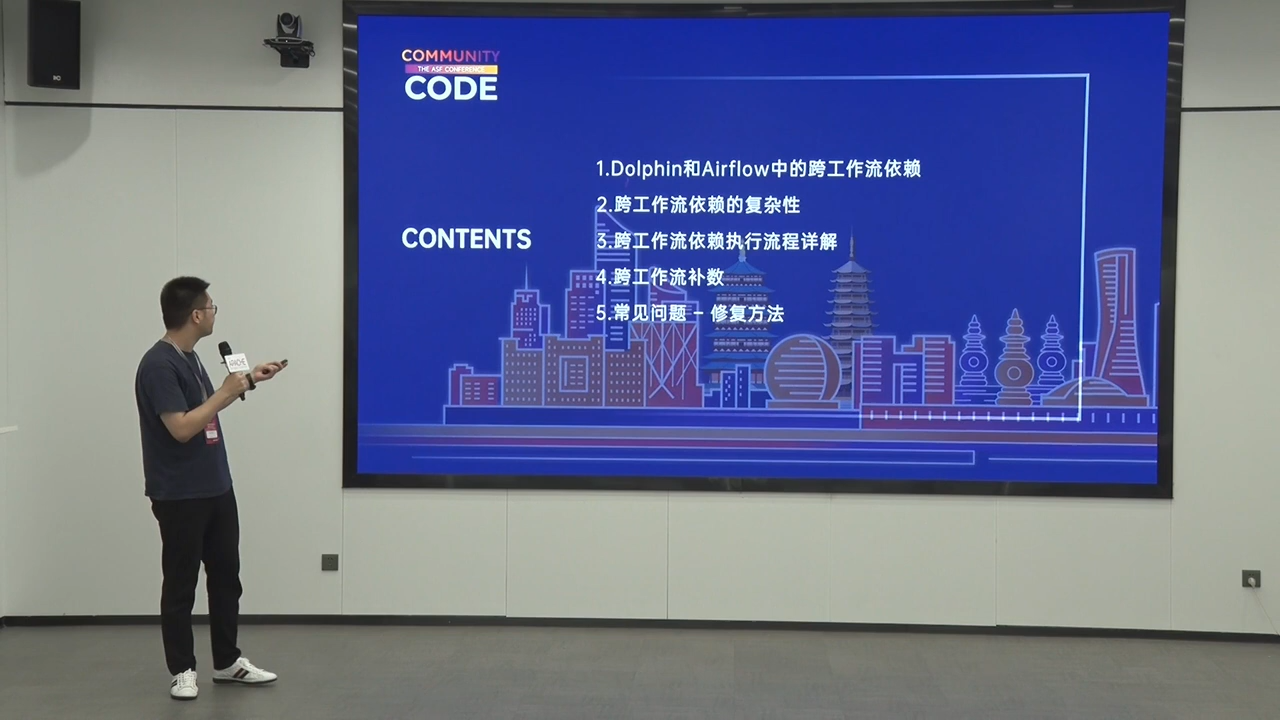 COMMUNITY
THE ASF CONFERENCE
CODE
CONTENTS
1.Dolphin和Airflow中的跨工作流依赖
2.跨工作流依赖的复杂性
3.跨工作流依赖执行流程详解
4.跨工作流补数
5.常见问题 – 修复方法
APACHE